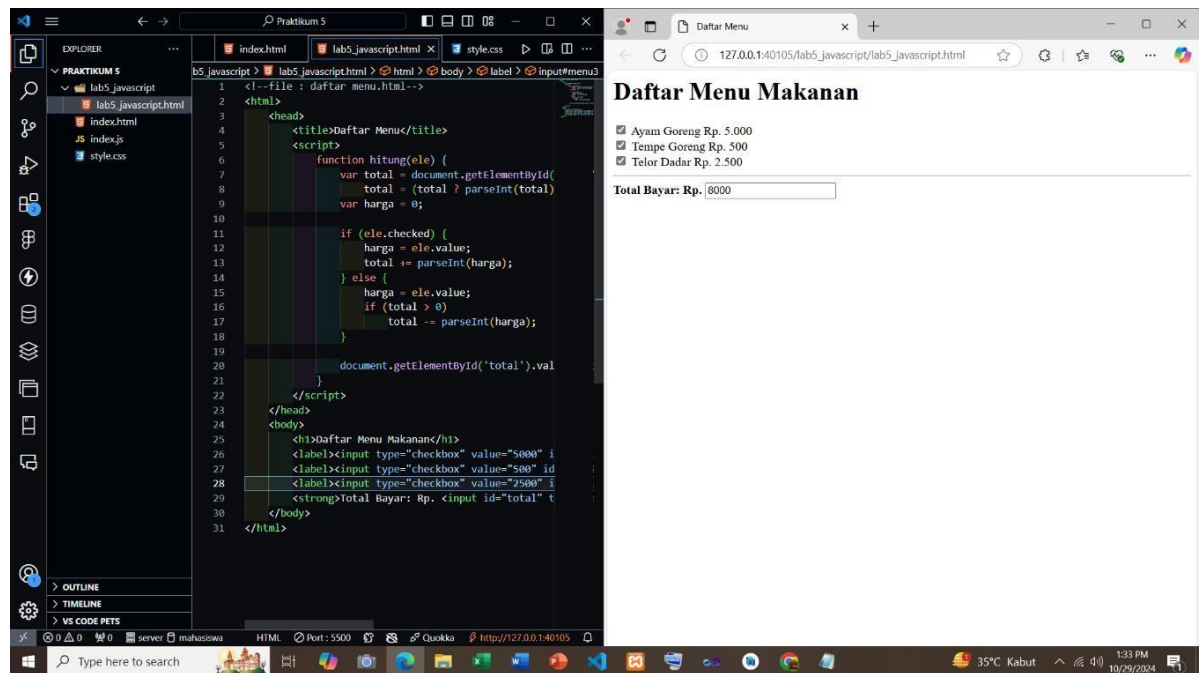 Praktikum 5
EXPLORER
PRAKTIKUM 5
lab5_javascript
lab5_javascript.html
index.html
index.js
style.css
OUTLINE
TIMELINE
VS CODE PETS
index.html
lab5_javascript.html
style.css
b5_javascript > lab5_javascript.html > html > body > label > input#menu3
1 <!--file : daftar menu.html-->
2 <html>
3 <head>
4 <title>Daftar Menu</title>
5 <script>
6 function hitung(ele) {
7 var total = document.getElementById(
8 total = (total ? parseInt(total)
9 var harga = 0;
10
11 if (ele.checked) {
12 harga = ele.value;
13 total += parseInt(harga);
14 } else {
15 harga = ele.value;
16 if (total > 0)
17 total -= parseInt(harga);
18 }
19
20 document.getElementById('total').val
21 }
22 </script>
23 </head>
24 <body>
25 <h1>Daftar Menu Makanan</h1>
26 <label><input type="checkbox" value="5000" i
27 <label><input type="checkbox" value="500" id
28 <label><input type="checkbox" value="2500" i
29 <strong>Total Bayar: Rp. <input id="total" t
30 </body>
31 </html>
0 0 0 server mahasiswa HTML Port : 5500 Quokka http://127.0.0.1:40105
Daftar Menu
127.0.0.1:40105/lab5_javascript/lab5_javascript.html
Daftar Menu Makanan
Ayam Goreng Rp. 5.000
Tempe Goreng Rp. 500
Telor Dadar Rp. 2.500
Total Bayar: Rp. 8000
Type here to search
35°C Kabut
1:33 PM
10/29/2024